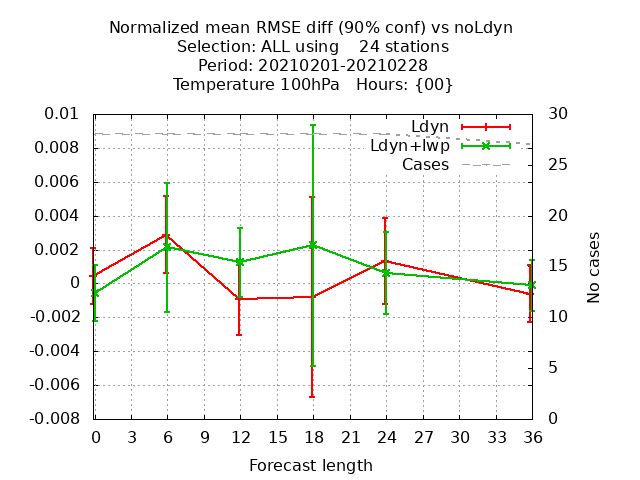 Normalized mean RMSE diff (90% conf) vs noLdyn
Selection: ALL using    24 stations
Period: 20210201-20210228
Temperature 100hPa   Hours: {00}
0.01
0.008
0.006
0.004
0.002
0
-0.002
-0.004
-0.006
-0.008
30
25
20
15
10
5
0
Ldyn
Ldyn+lwp
Cases
No cases
0 3 6 9 12 15 18 21 24 27 30 33 36
Forecast length